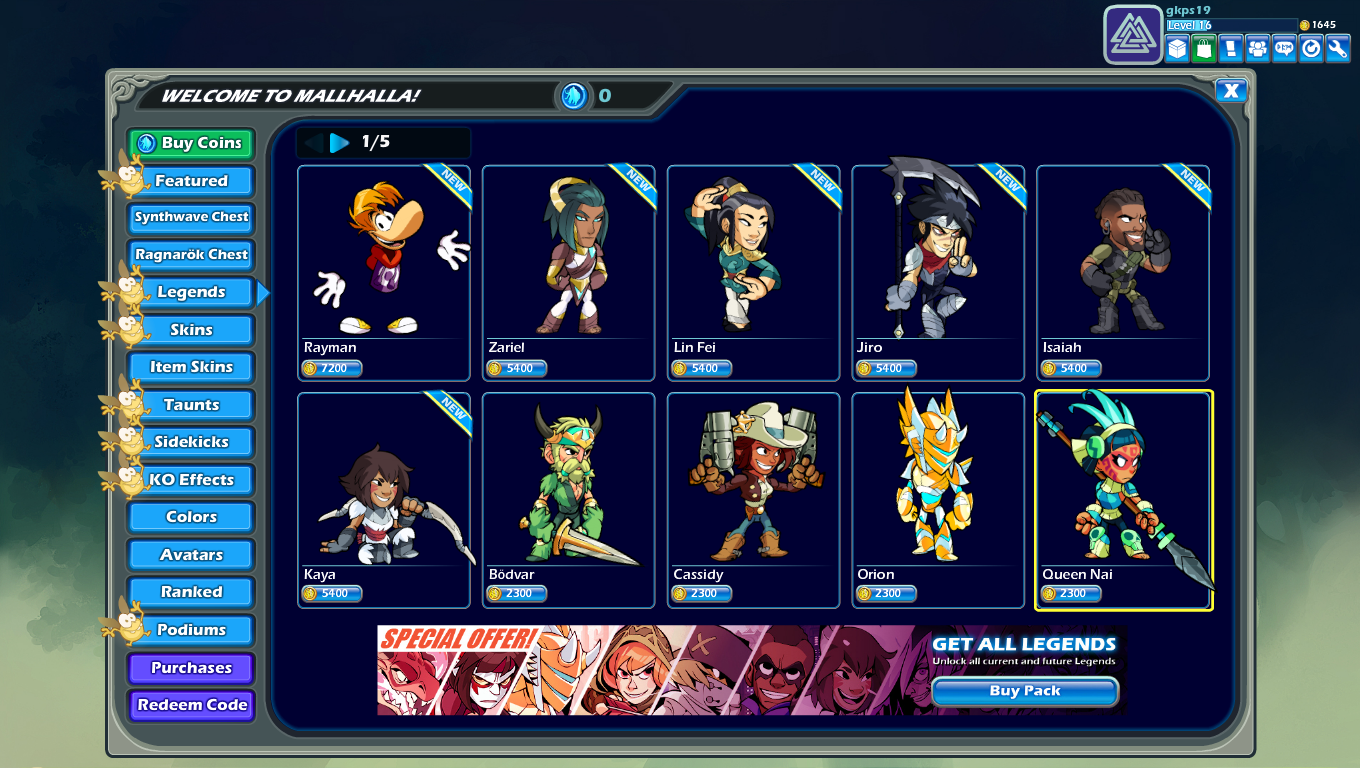 gkps19
Level 16
1645
WELCOME TO MALLHALLA!
0
X
Buy Coins
Featured
Synthwave Chest
Ragnarök Chest
Legends
Skins
Item Skins
Taunts
Sidekicks
KO Effects
Colors
Avatars
Ranked
Podiums
Purchases
Redeem Code
1/5
NEW
NEW
NEW
NEW
NEW
Rayman
7200
Zariel
5400
Lin Fei
5400
Jiro
5400
Isaiah
5400
NEW
Kaya
5400
Bödvar
2300
Cassidy
2300
Orion
2300
Queen Nai
2300
SPECIAL OFFER!
GET ALL LEGENDS
Unlock all current and future Legends
Buy Pack